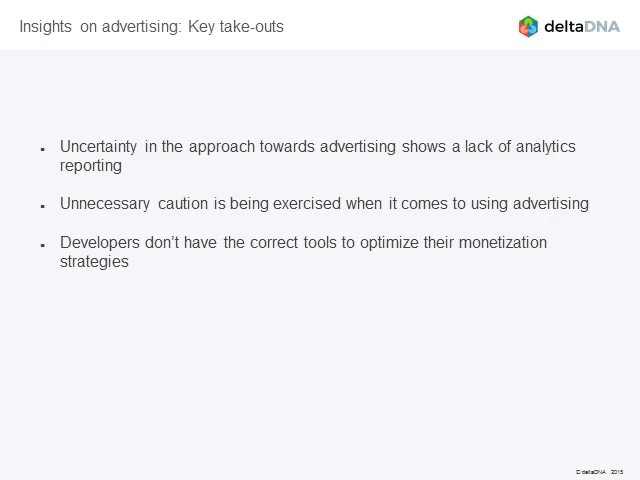 Insights on advertising: Key take-outs
deltaDNA
• Uncertainty in the approach towards advertising shows a lack of analytics
reporting
• Unnecessary caution is being exercised when it comes to using advertising
• Developers don't have the correct tools to optimize their monetization
strategies
© deltaDNA 2015